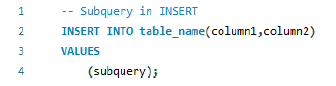 1 -- Subquery in INSERT
2 INSERT INTO table_name(column1,column2)
3 VALUES
4 (subquery);